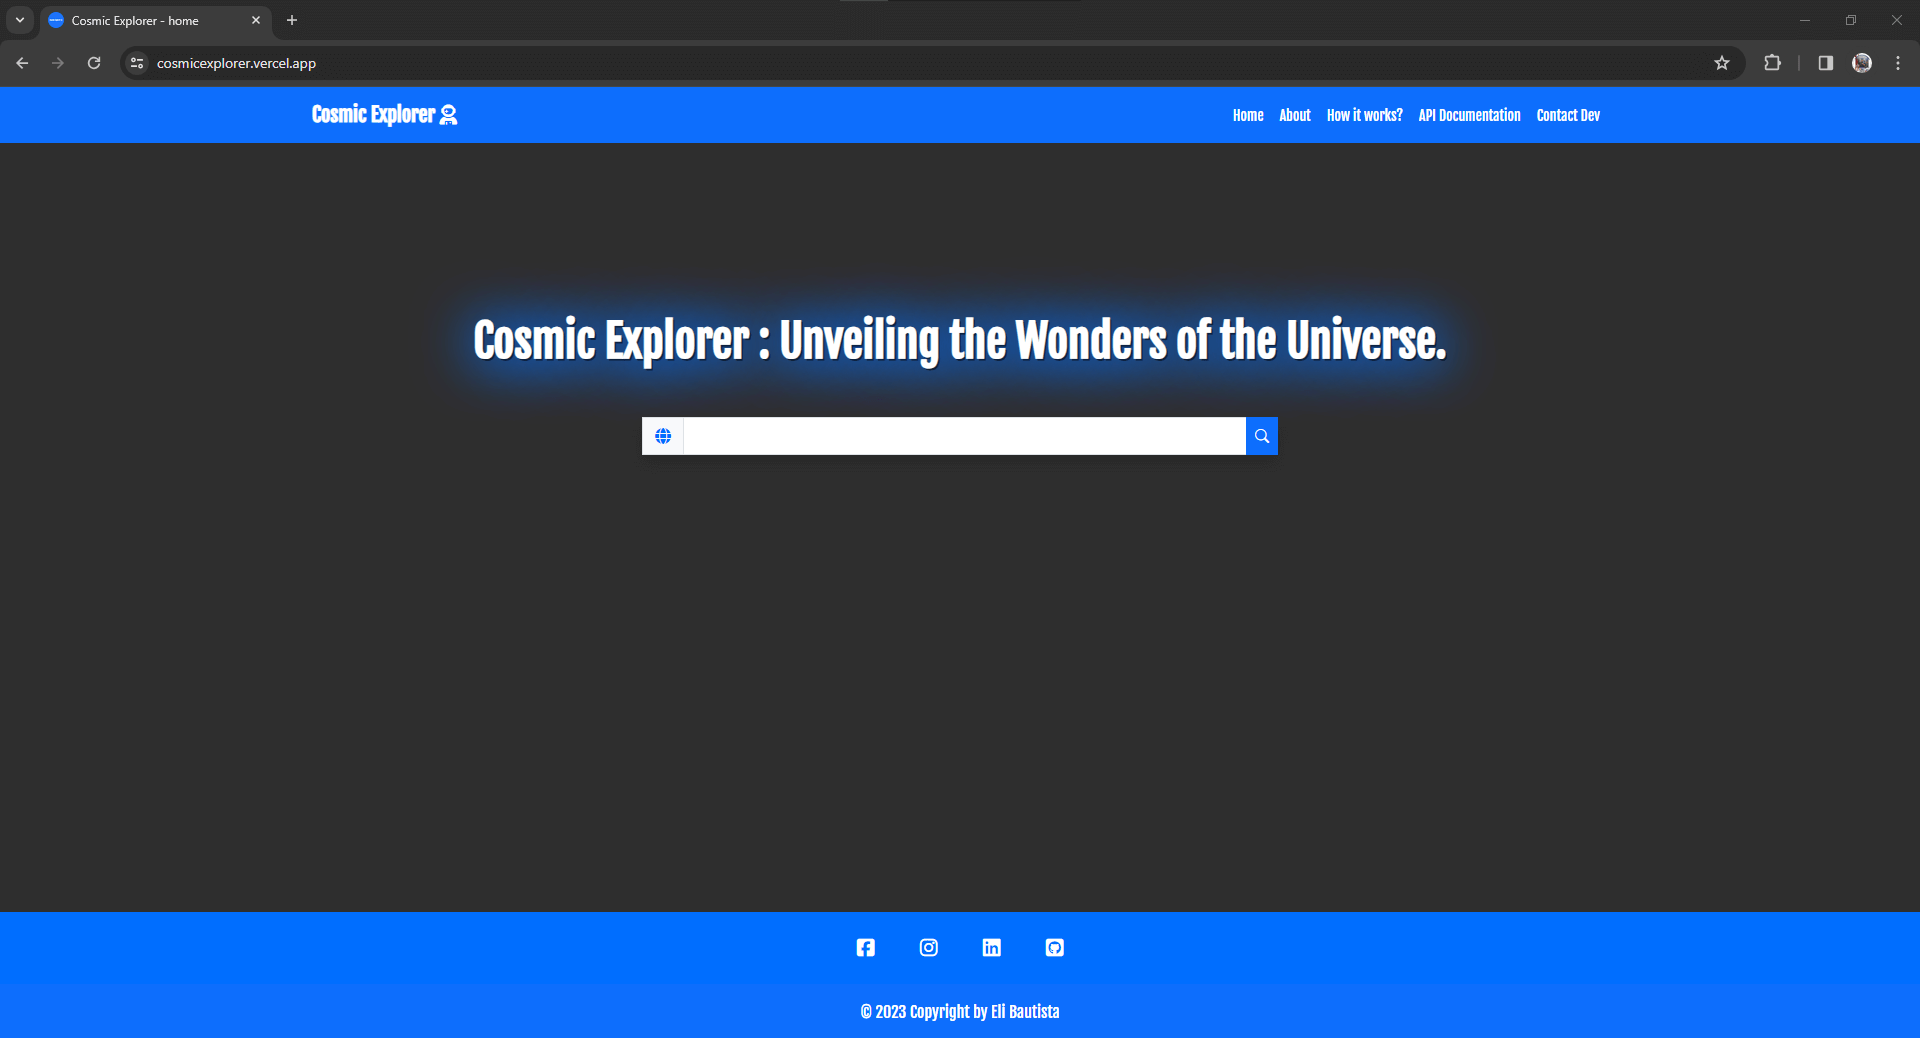 Cosmic Explorer - home
cosmicexplorer.vercel.app
Cosmic Explorer
Home About How it works? API Documentation Contact Dev
Cosmic Explorer : Unveiling the Wonders of the Universe.
© 2023 Copyright by Eli Bautista